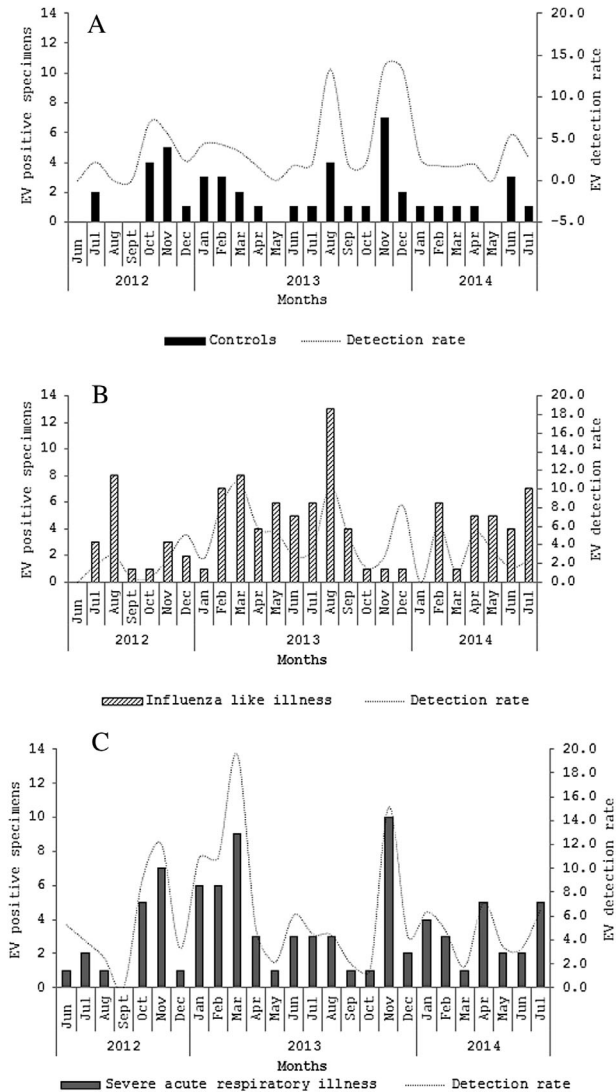 A
EV positive specimens
14
12
10
8
6
4
2
0
20.0
15.0
10.0
5.0
0.0
-5.0
EV detection rate
Jun Jul Aug Sept Oct Nov Dec Jan Feb Mar Apr May Jun Jul Aug Sep Oct Nov Dec Jan Feb Mar Apr May Jun Jul
2012 2013 2014
Months
Controls Detection rate
B
EV positive specimens
14
12
10
8
6
4
2
0
20.0
18.0
16.0
14.0
12.0
10.0
8.0
6.0
4.0
2.0
0.0
EV detection rate
Jun Jul Aug Sept Oct Nov Dec Jan Feb Mar Apr May Jun Jul Aug Sep Oct Nov Dec Jan Feb Mar Apr May Jun Jul
2012 2013 2014
Months
Influenza like illness Detection rate
C
EV positive specimens
14
12
10
8
6
4
2
0
20.0
18.0
16.0
14.0
12.0
10.0
8.0
6.0
4.0
2.0
0.0
EV detection rate
Jun Jul Aug Sept Oct Nov Dec Jan Feb Mar Apr May Jun Jul Aug Sep Oct Nov Dec Jan Feb Mar Apr May Jun Jul
2012 2013 2014
Months
Severe acute respiratory illness Detection rate